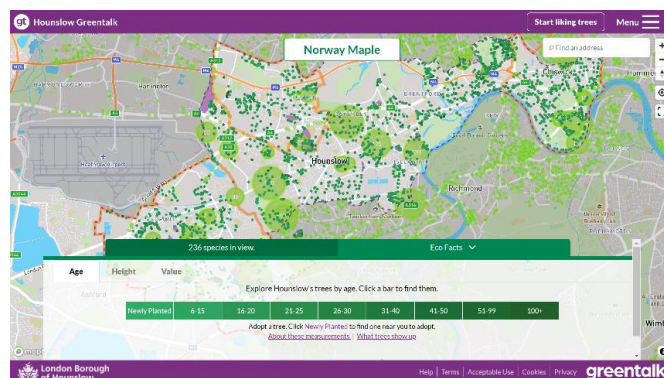 gt Hounslow Greentalk
Start liking trees
Menu
Norway Maple
Find an address
Harlington
Heathrow Airport
Hounslow
Richmond
Chiswick
236 species in view.
Eco Facts
Age
Height
Value
Explore Hounslow's trees by age. Click a bar to find them.
Newly Planted
6-15
16-20
21-25
26-30
31-40
41-50
51-99
100+
Adopt a tree. Click Newly Planted to find one near you to adopt.
About these measurements | What trees show up
London Borough
of Hounslow
Help | Terms | Acceptable Use | Cookies | Privacy
greentalk